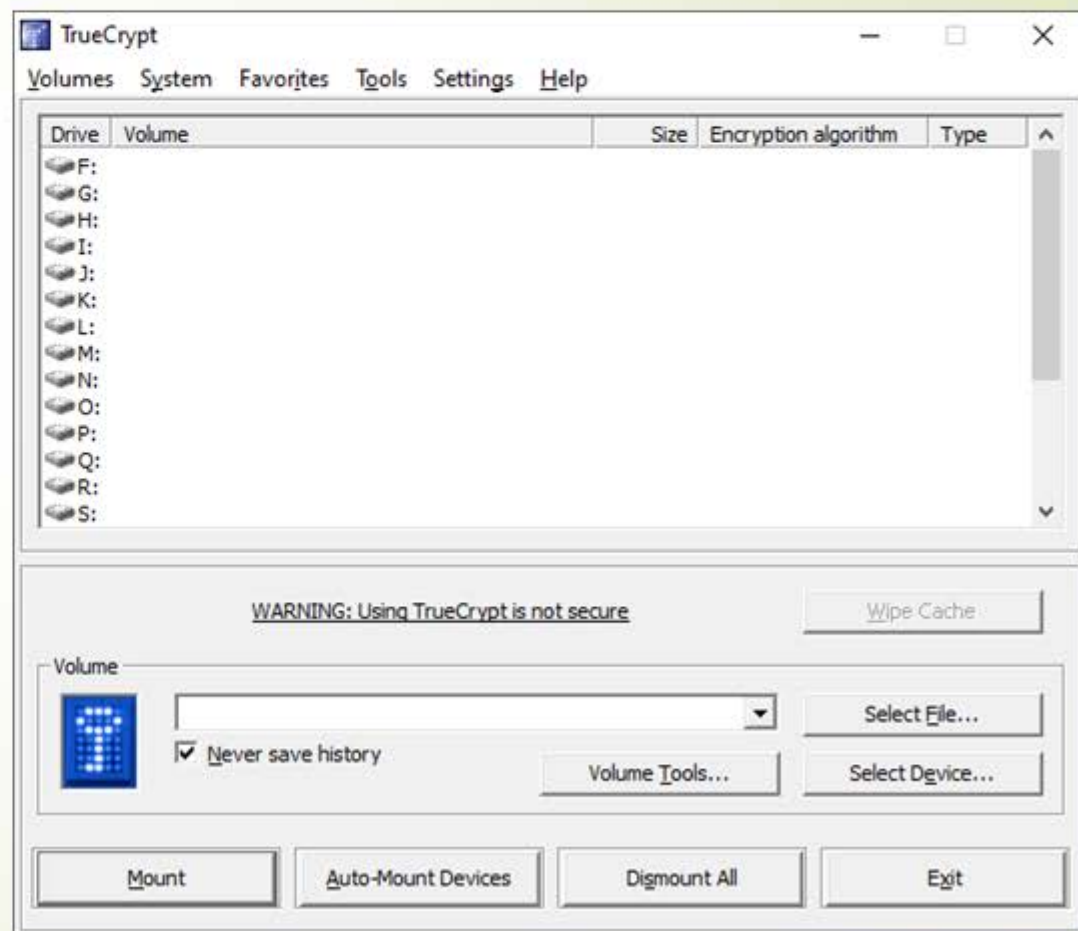 TrueCrypt
Volumes System Favorites Tools Settings Help
Drive Volume Size Encryption algorithm Type
F:
G:
H:
I:
J:
K:
L:
M:
N:
O:
P:
Q:
R:
S:
WARNING: Using TrueCrypt is not secure
Wipe Cache
Volume
Select File...
Never save history
Volume Tools...
Select Device...
Mount
Auto-Mount Devices
Dismount All
Exit